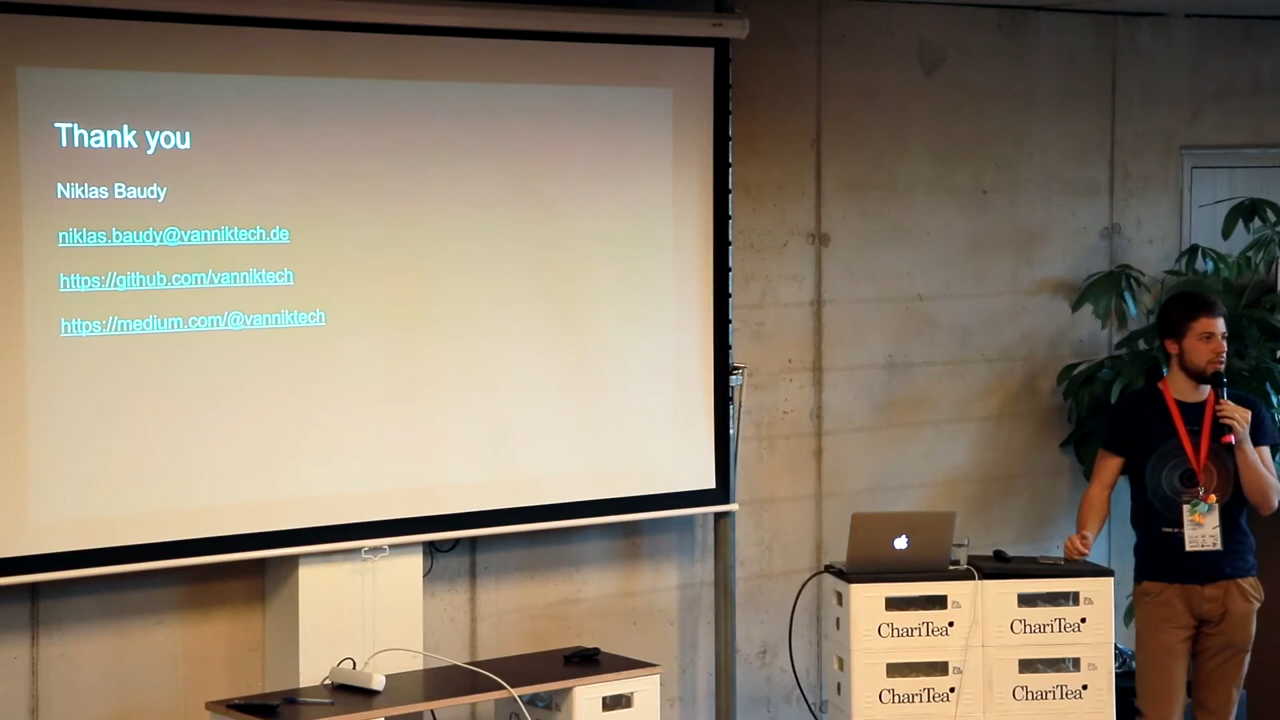 Thank you
Niklas Baudy
niklas.baudy@vanniktech.de
https://github.com/vanniktech
https://medium.com/@vanniktech
ChariTea
ChariTea
ChariTea
ChariTea